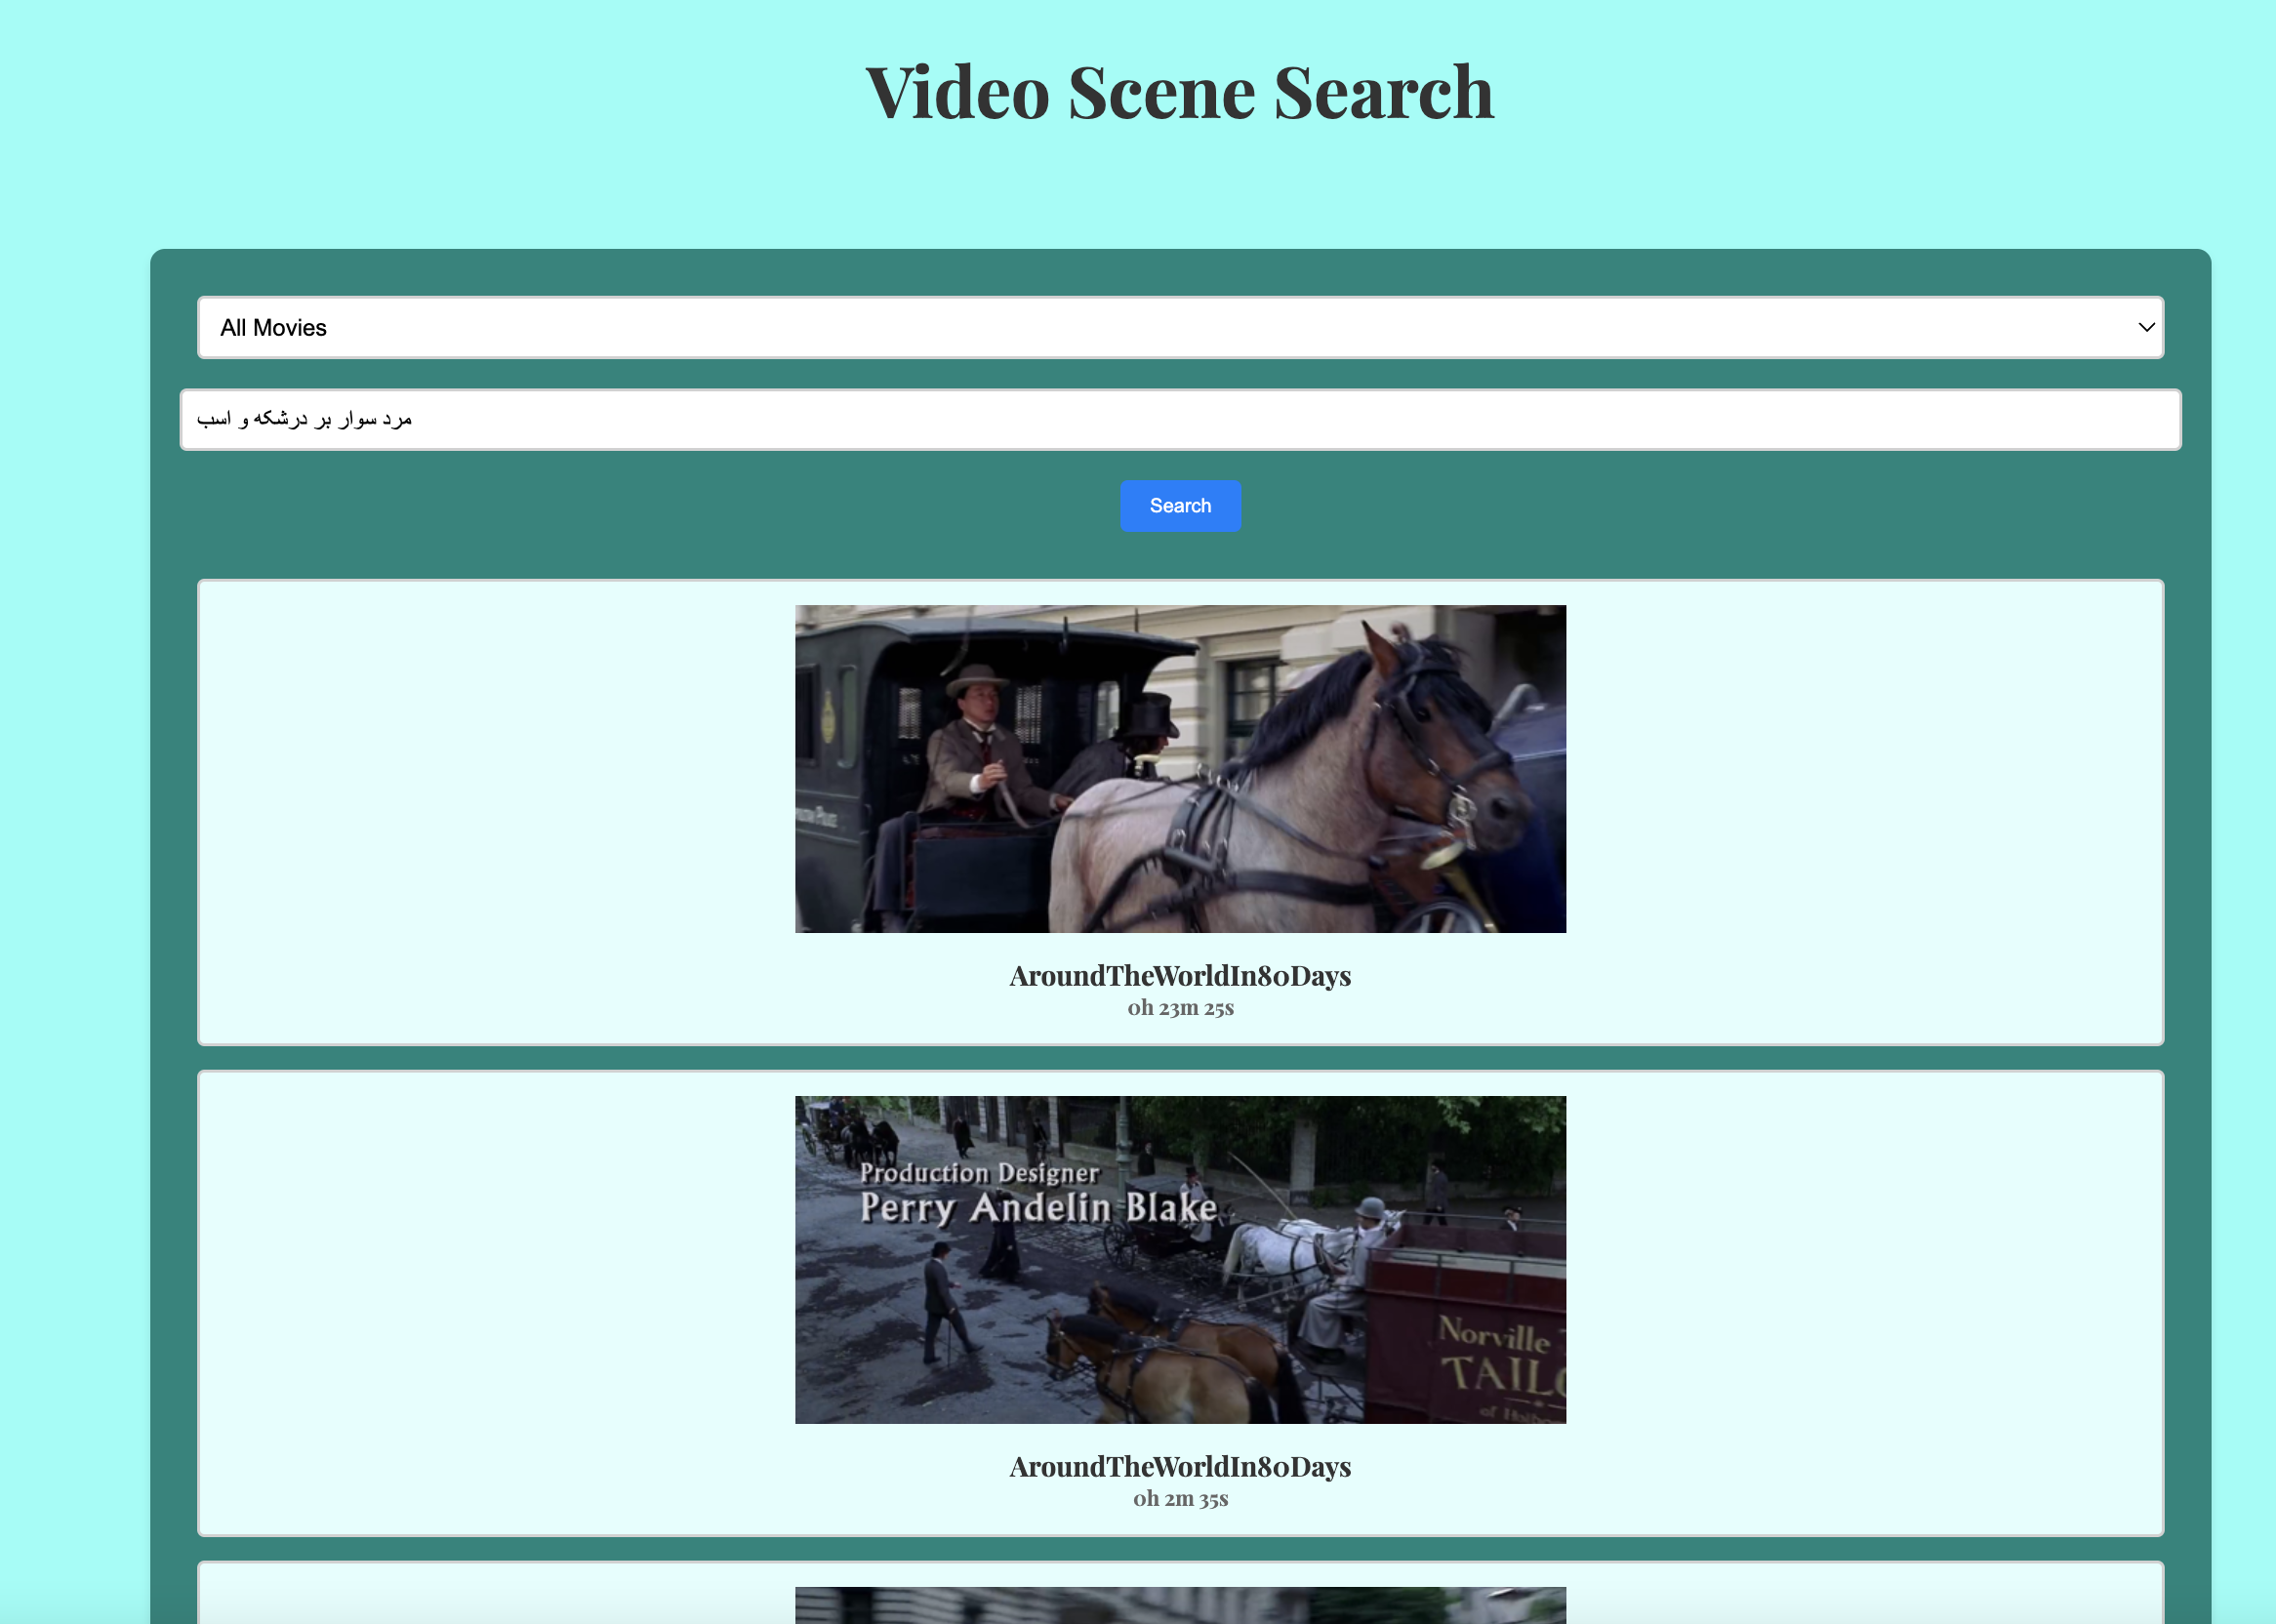 Video Scene Search
All Movies
مرد سوار بر درشکه و اسب
Search
AroundTheWorldIn80Days
0h 23m 25s
Production Designer
Perry Andelin Blake
Norville
AroundTheWorldIn80Days
0h 2m 35s